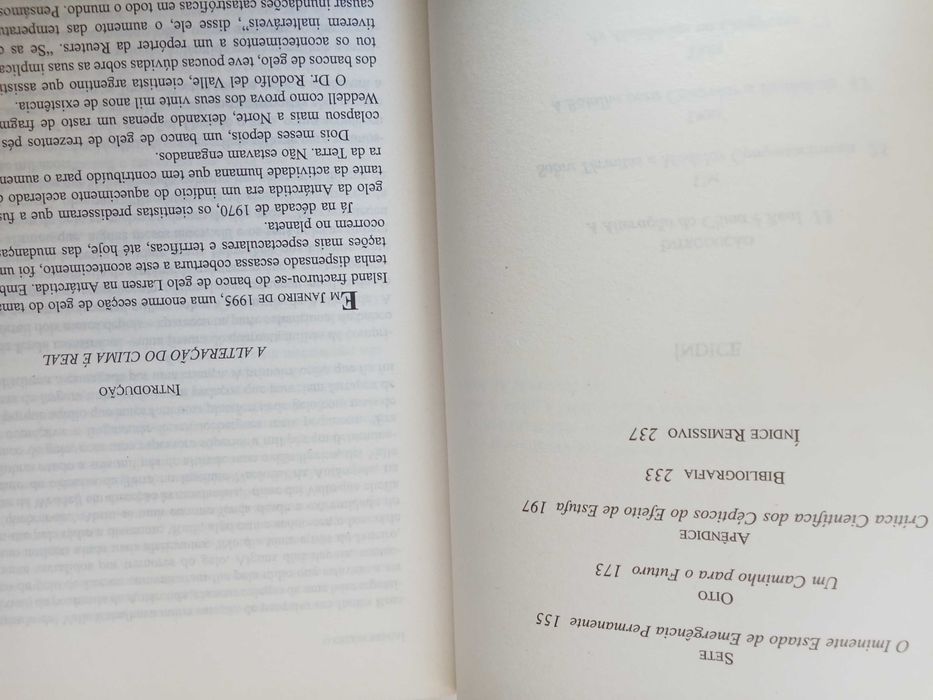 SETE
O Iminente Estado de Emergência Permanente 155
OITO
Um Caminho para o Futuro 173
APÊNDICE
Crítica Científica dos Cépticos do Efeito de Estufa 197
BIBLIOGRAFIA 233
ÍNDICE REMISSIVO 237
INTRODUÇÃO
A ALTERAÇÃO DO CLIMA É REAL
EM JANEIRO DE 1995, uma enorme secção de gelo do tama
Island fracturou-se do banco de gelo Larsen na Antárctida. Emb
tenha dispensado escassa cobertura a este acontecimento, foi um
tações mais espectaculares e terríficas, até hoje, das mudanças
ocorrem no planeta.
Já na década de 1970, os cientistas predisseram que a fus
gelo da Antárctida era um indício do aquecimento acelerado d
tante da actividade humana que tem contribuído para o aumen
ra da Terra. Não estavam enganados.
Dois meses depois, um banco de gelo de trezentos pés
colapsou mais a Norte, deixando apenas um rasto de fragm
Weddell como prova dos seus vinte mil anos de existência.
O Dr. Rodolfo del Valle, cientista argentino que assisti
dos bancos de gelo, teve poucas dúvidas sobre as suas implica
tou os acontecimentos a um repórter da Reuters. “Se as c
tiverem inalteráveis”, disse ele, o aumento das temperatu
causar inundações catastróficas em todo o mundo. Pensámos